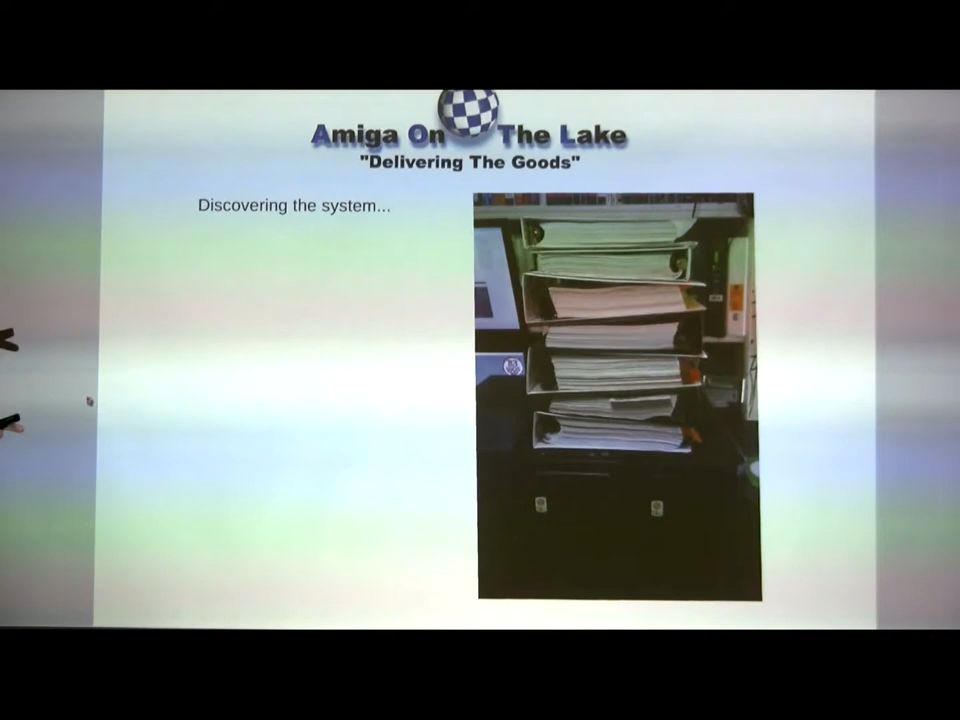 Amiga On The Lake
"Delivering The Goods"
Discovering the system...